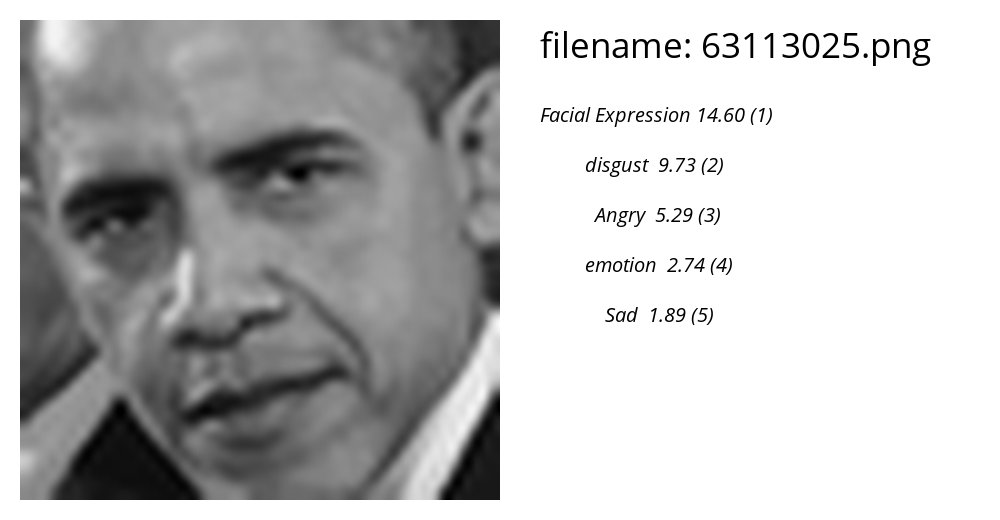 filename: 63113025.png
Facial Expression 14.60 (1)
disgust 9.73 (2)
Angry 5.29 (3)
emotion 2.74 (4)
Sad 1.89 (5)